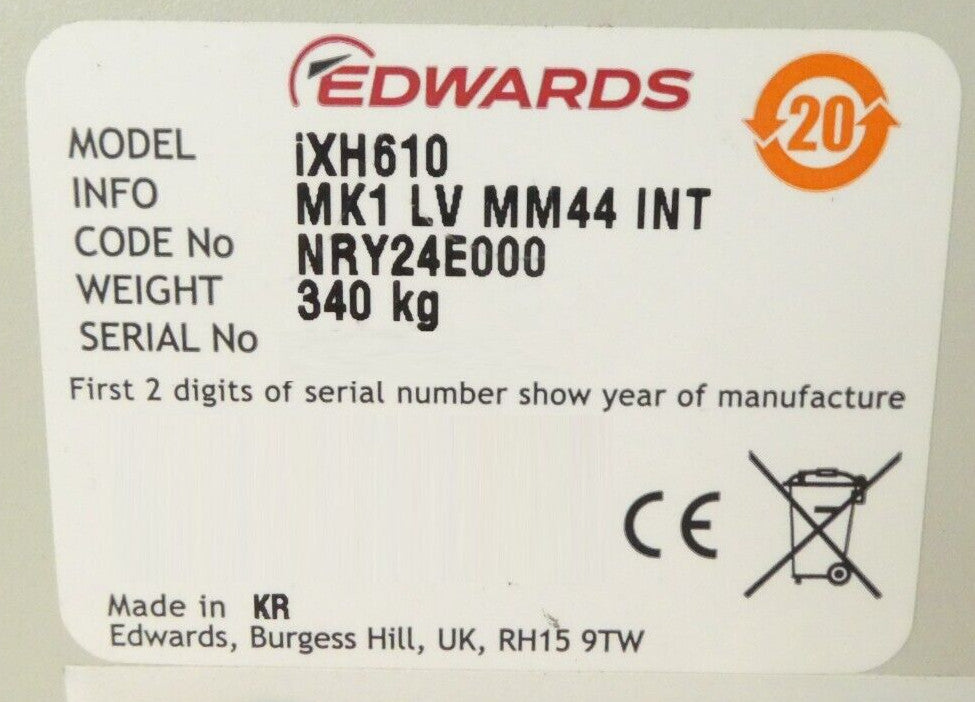 EDWARDS
20
MODEL iXH610
INFO MK1 LV MM44 INT
CODE No NRY24E000
WEIGHT 340 kg
SERIAL No
First 2 digits of serial number show year of manufacture
CE
Made in KR
Edwards, Burgess Hill, UK, RH15 9TW